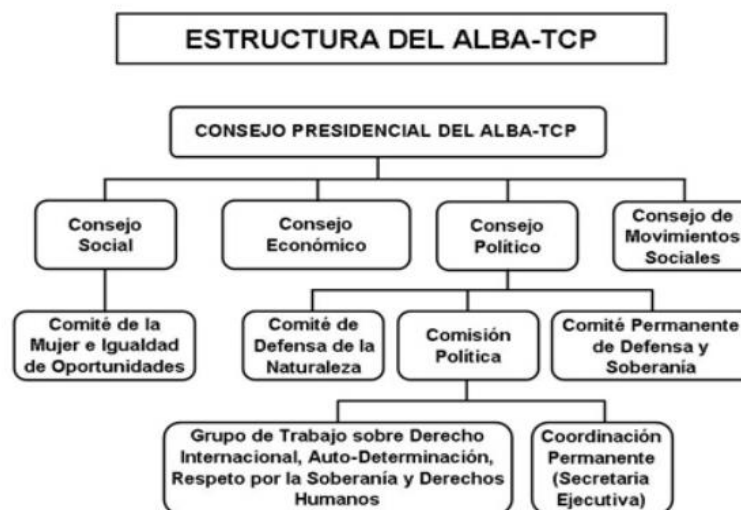 ESTRUCTURA DEL ALBA-TCP
CONSEJO PRESIDENCIAL DEL ALBA-TCP
Consejo
Social
Consejo
Económico
Consejo
Político
Consejo de
Movimientos
Sociales
Comité de la
Mujer e Igualdad
de Oportunidades
Comité de
Defensa de la
Naturaleza
Comisión
Política
Comité Permanente
de Defensa y
Soberanía
Grupo de Trabajo sobre Derecho
Internacional, Auto-Determinación,
Respeto por la Soberanía y Derechos
Humanos
Coordinación
Permanente
(Secretaria
Ejecutiva)